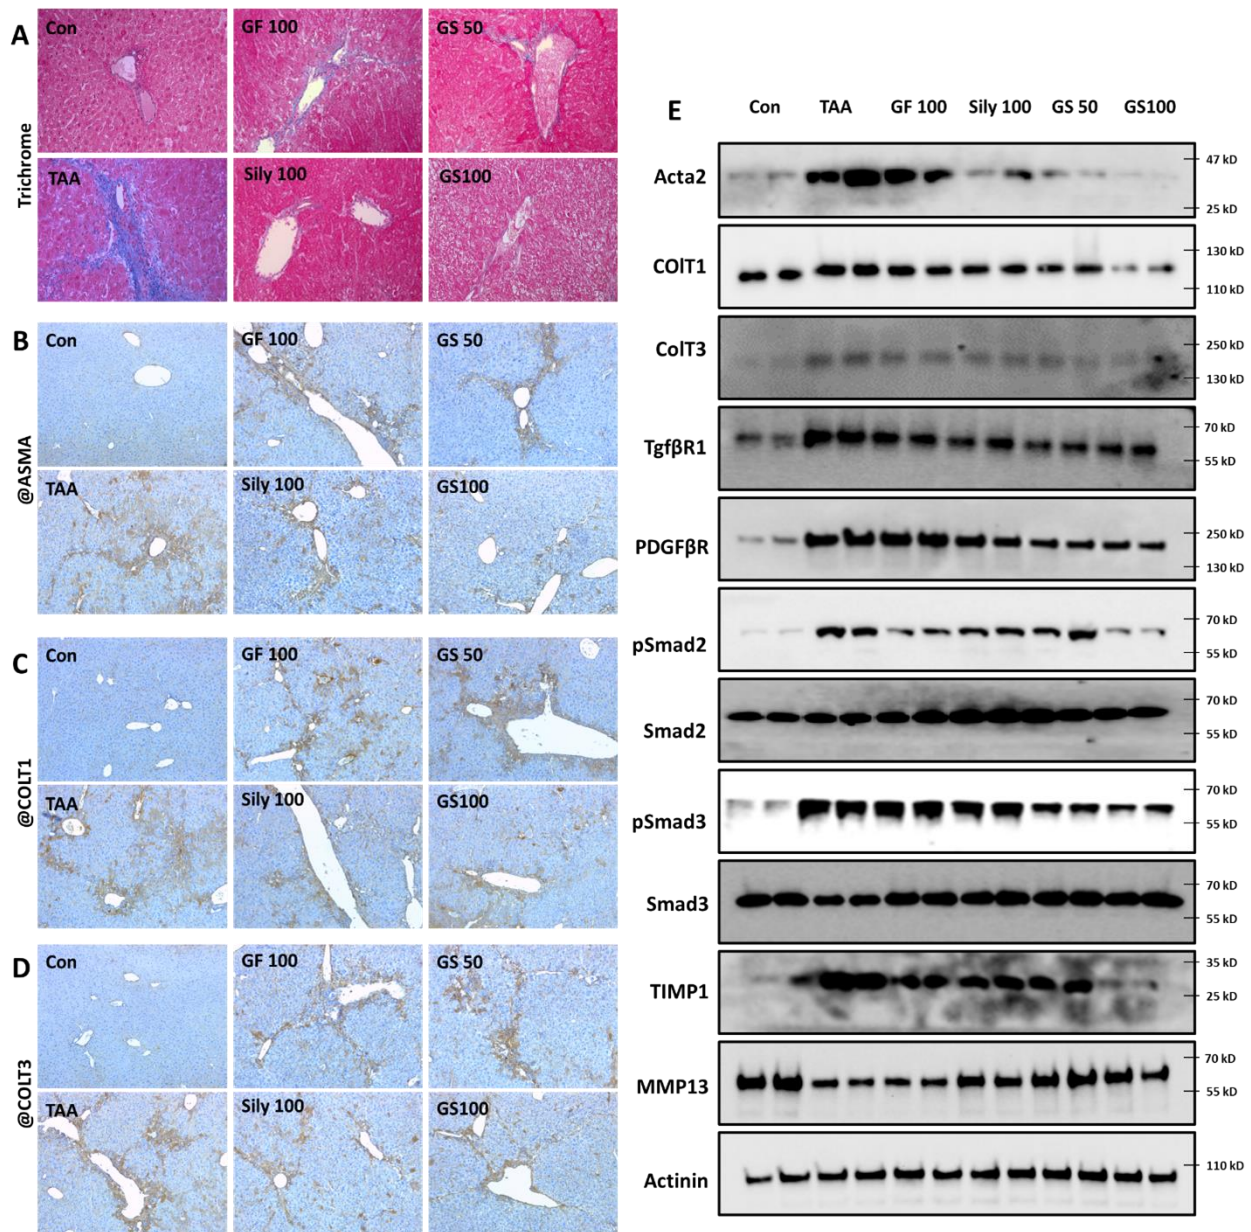 A
Con
GF 100
GS 50
TAA
Sily 100
GS100
Trichrome
B
Con
GF 100
GS 50
TAA
Sily 100
GS100
@ASMA
C
Con
GF 100
GS 50
TAA
Sily 100
GS100
@COLT1
D
Con
GF 100
GS 50
TAA
Sily 100
GS100
@COLT3
E
Con TAA GF 100 Sily 100 GS 50 GS100
Acta2
47 kD
25 kD
COlT1
130 kD
110 kD
ColT3
250 kD
130 kD
TgfβR1
70 kD
55 kD
PDGFβR
250 kD
130 kD
pSmad2
70 kD
55 kD
Smad2
70 kD
55 kD
pSmad3
70 kD
55 kD
Smad3
70 kD
55 kD
TIMP1
35 kD
25 kD
MMP13
70 kD
55 kD
Actinin
110 kD